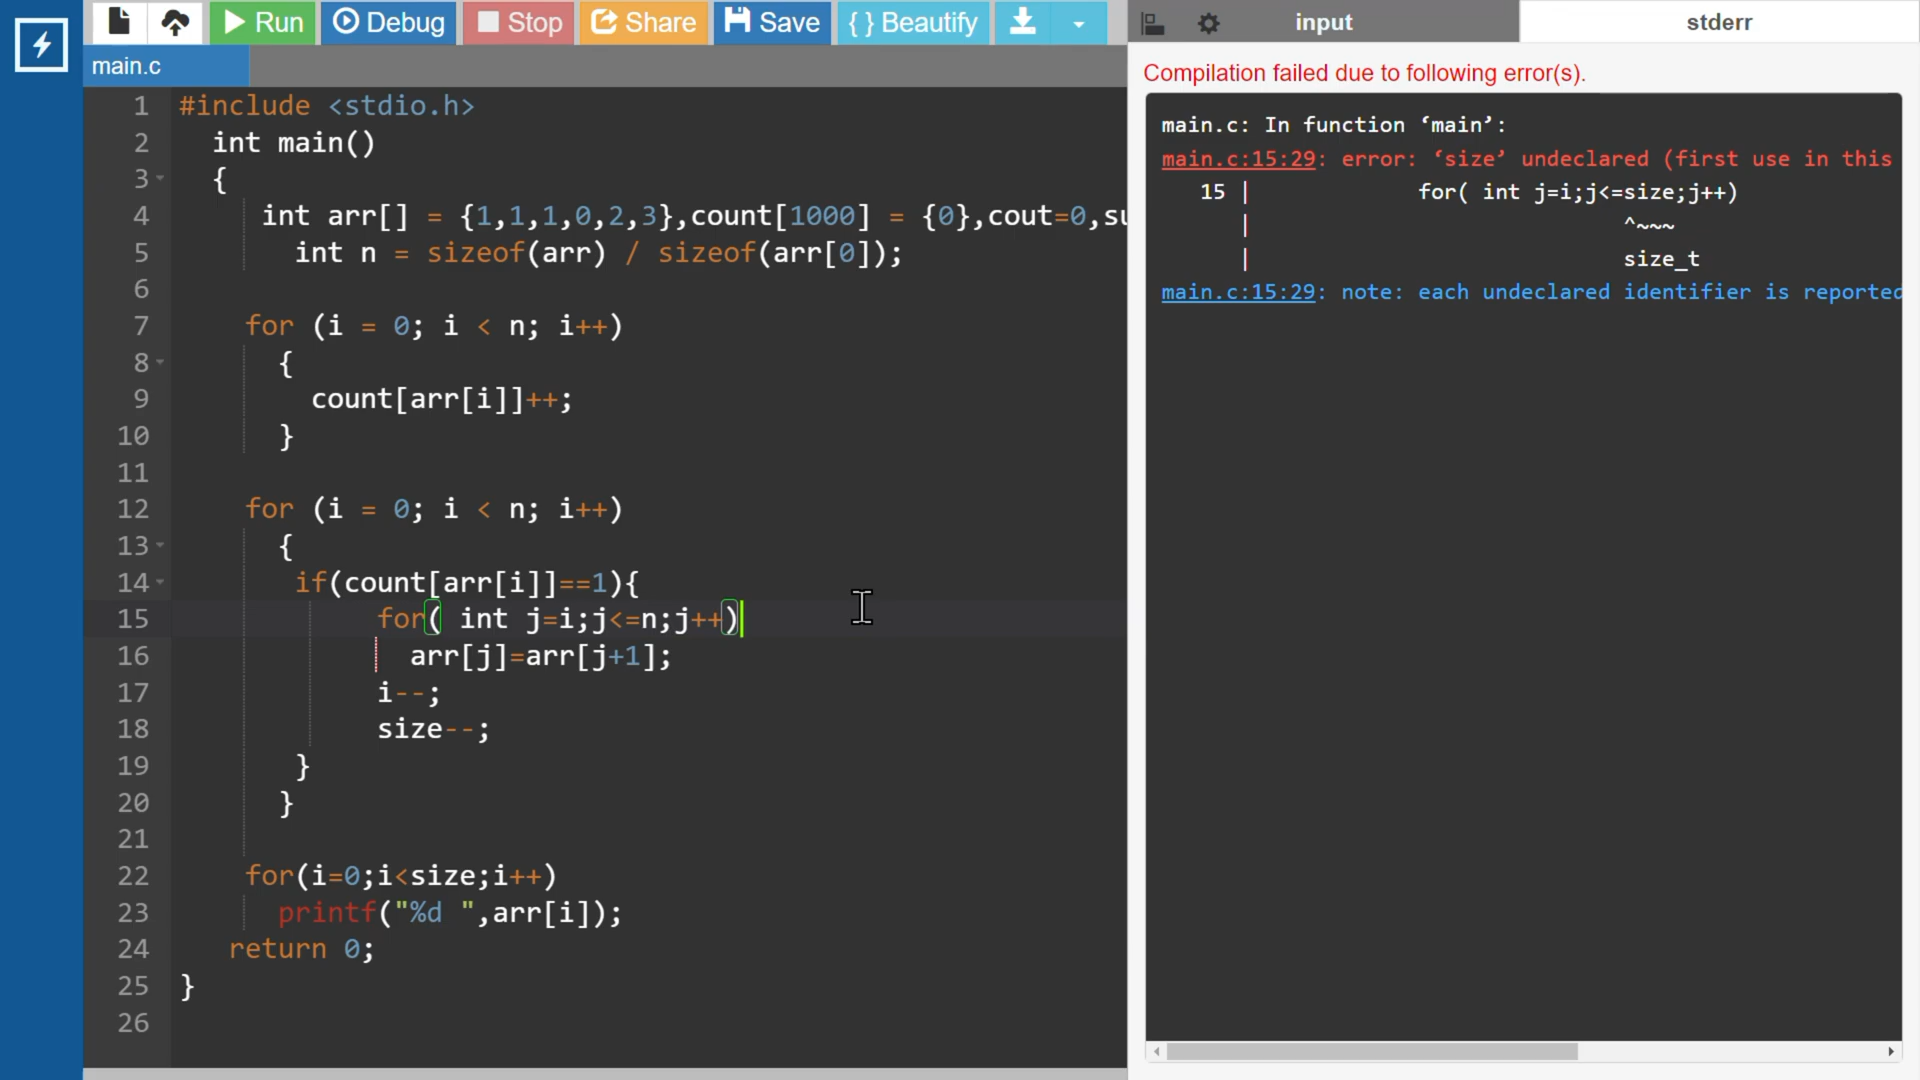 Run Debug Stop Share Save { } Beautify
main.c
1 #include <stdio.h>
2 int main()
3 {
4 int arr[] = {1,1,1,0,2,3},count[1000] = {0},cout=0,su
5 int n = sizeof(arr) / sizeof(arr[0]);
6
7 for (i = 0; i < n; i++)
8 {
9 count[arr[i]]++;
10 }
11
12 for (i = 0; i < n; i++)
13 {
14 if(count[arr[i]]==1){
15 for( int j=i;j<=n;j++)
16 arr[j]=arr[j+1];
17 i--;
18 size--;
19 }
20 }
21
22 for(i=0;i<size;i++)
23 printf("%d ",arr[i]);
24 return 0;
25 }
26
input stderr
Compilation failed due to following error(s).
main.c: In function ‘main’:
main.c:15:29: error: ‘size’ undeclared (first use in this
15 | for( int j=i;j<=size;j++)
| ^~~~
| size_t
main.c:15:29: note: each undeclared identifier is reported